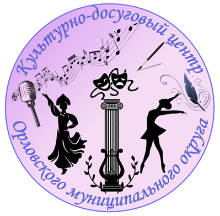 Культурно-досуговый центр
Орловского муниципального округа